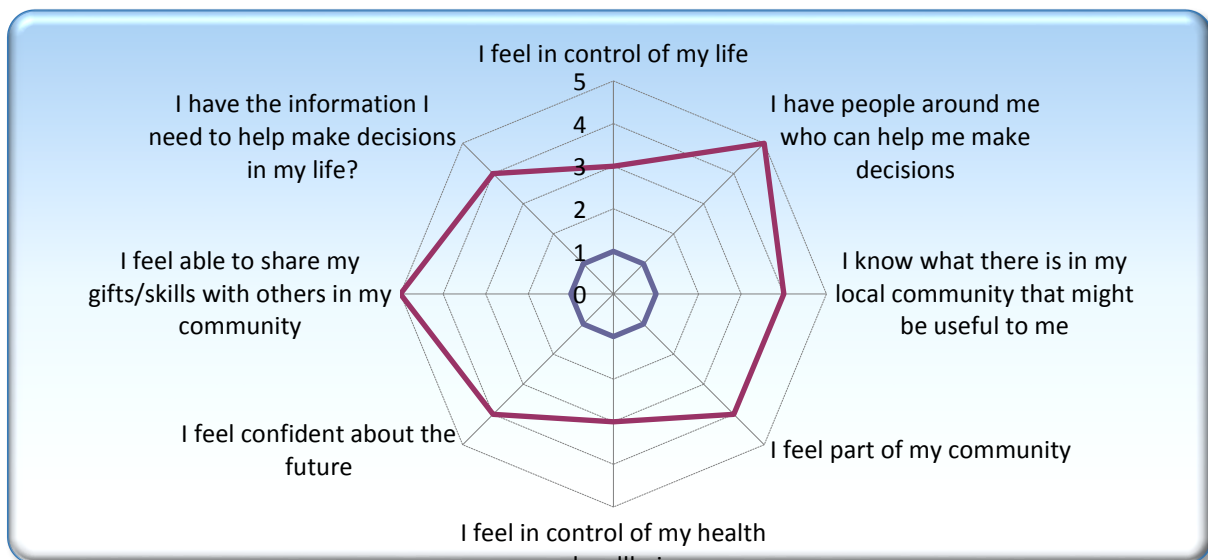 I feel in control of my life
5
4
3
2
1
0
I have people around me
who can help me make
decisions
I know what there is in my
local community that might
be useful to me
I feel part of my community
I feel in control of my health
I feel confident about the
future
I feel able to share my
gifts/skills with others in my
community
I have the information I
need to help make decisions
in my life?